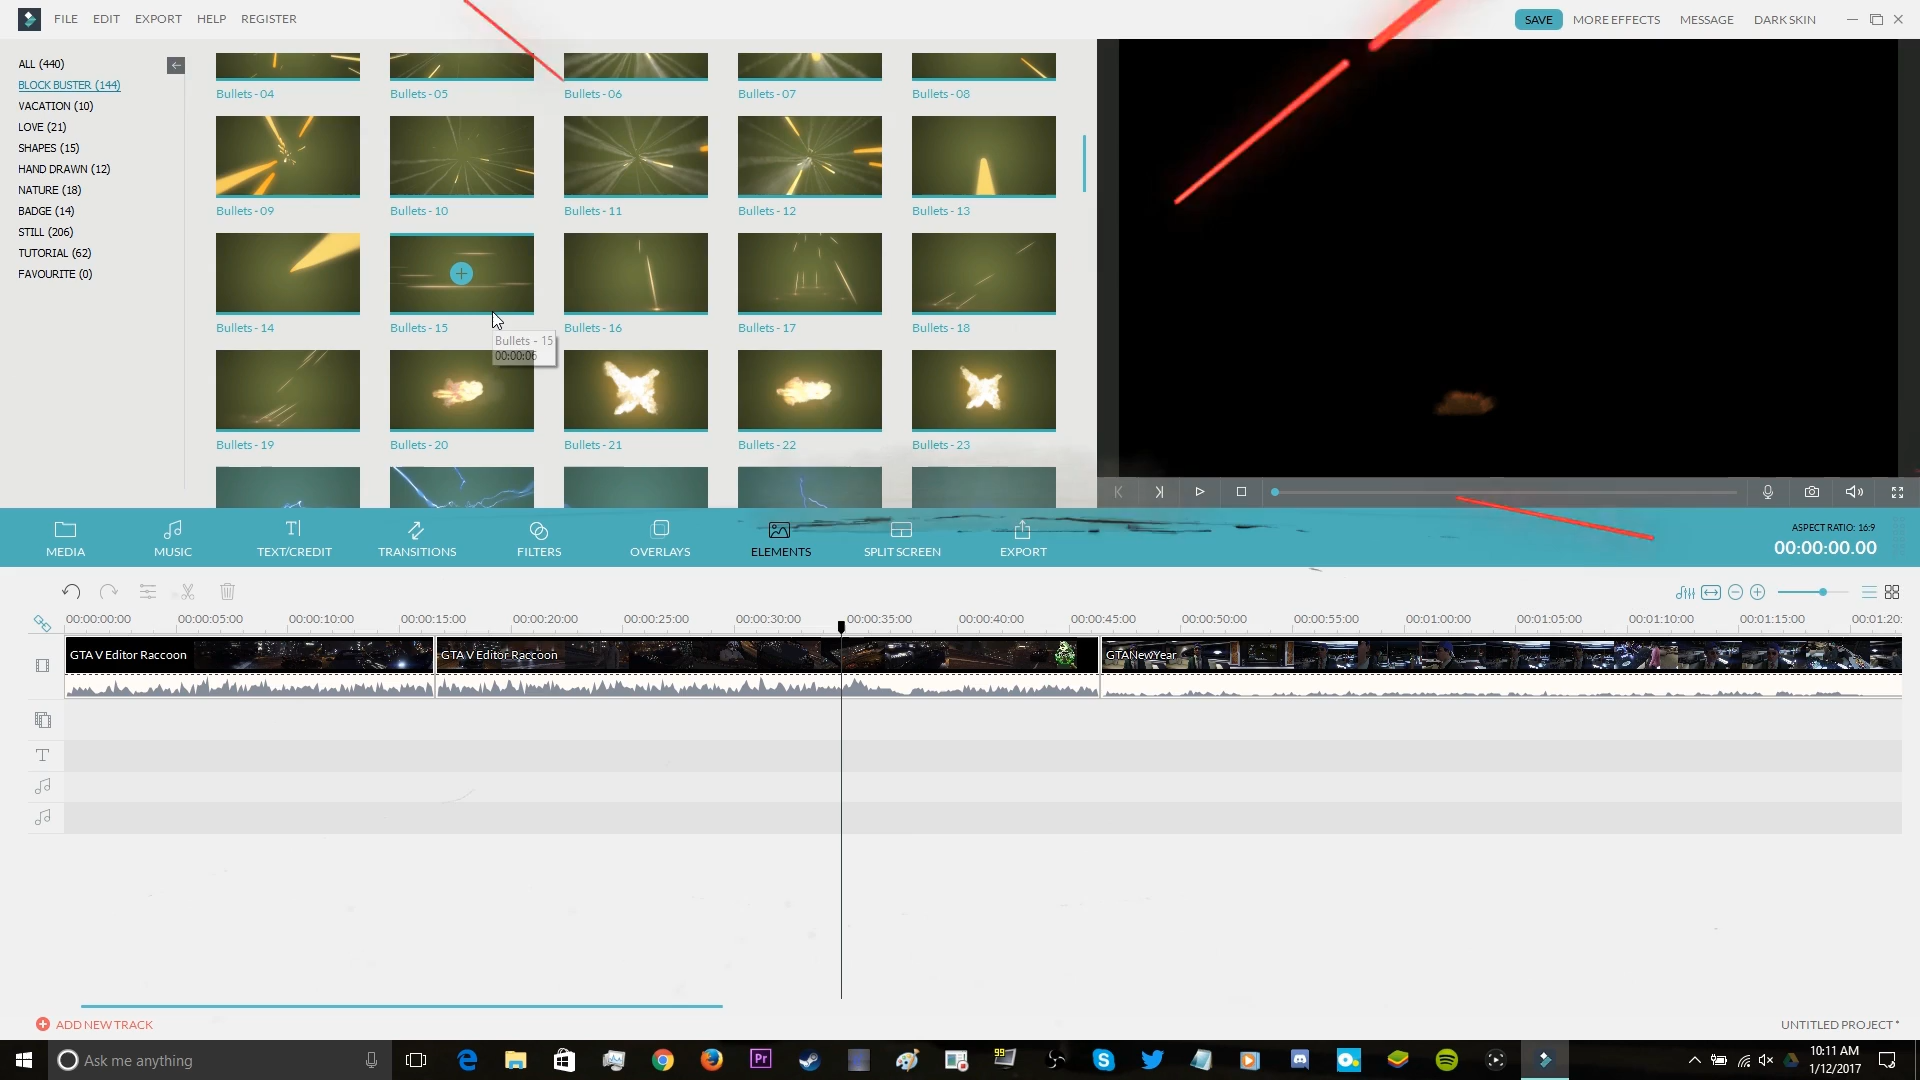 FILE EDIT EXPORT HELP REGISTER
SAVE MORE EFFECTS MESSAGE DARK SKIN
ALL (440)
BLOCK BUSTER (144)
VACATION (10)
LOVE (21)
SHAPES (15)
HAND DRAWN (12)
NATURE (18)
BADGE (14)
STILL (206)
TUTORIAL (62)
FAVOURITE (0)
Bullets - 04 Bullets - 05 Bullets - 06 Bullets - 07 Bullets - 08
Bullets - 09 Bullets - 10 Bullets - 11 Bullets - 12 Bullets - 13
Bullets - 14 Bullets - 15 Bullets - 16 Bullets - 17 Bullets - 18
Bullets - 15
00:00:06
Bullets - 19 Bullets - 20 Bullets - 21 Bullets - 22 Bullets - 23
MEDIA MUSIC TEXT/CREDIT TRANSITIONS FILTERS OVERLAYS ELEMENTS SPLIT SCREEN EXPORT
ASPECT RATIO: 16:9
00:00:00.00
00:00:00:00 00:00:05:00 00:00:10:00 00:00:15:00 00:00:20:00 00:00:25:00 00:00:30:00 00:00:35:00 00:00:40:00 00:00:45:00 00:00:50:00 00:00:55:00 00:01:00:00 00:01:05:00 00:01:10:00 00:01:15:00 00:01:20:
GTA V Editor Raccoon GTA V Editor Raccoon GTANewYear
ADD NEW TRACK
UNTITLED PROJECT *
Ask me anything
Pr
99
10:11 AM
1/12/2017